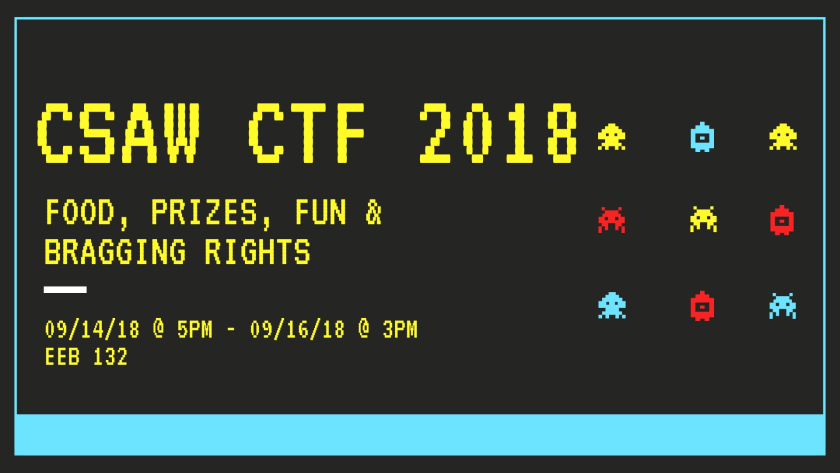 CSAW CTF 2018
FOOD, PRIZES, FUN &
BRAGGING RIGHTS
09/14/18 @ 5PM - 09/16/18 @ 3PM
EEB 132